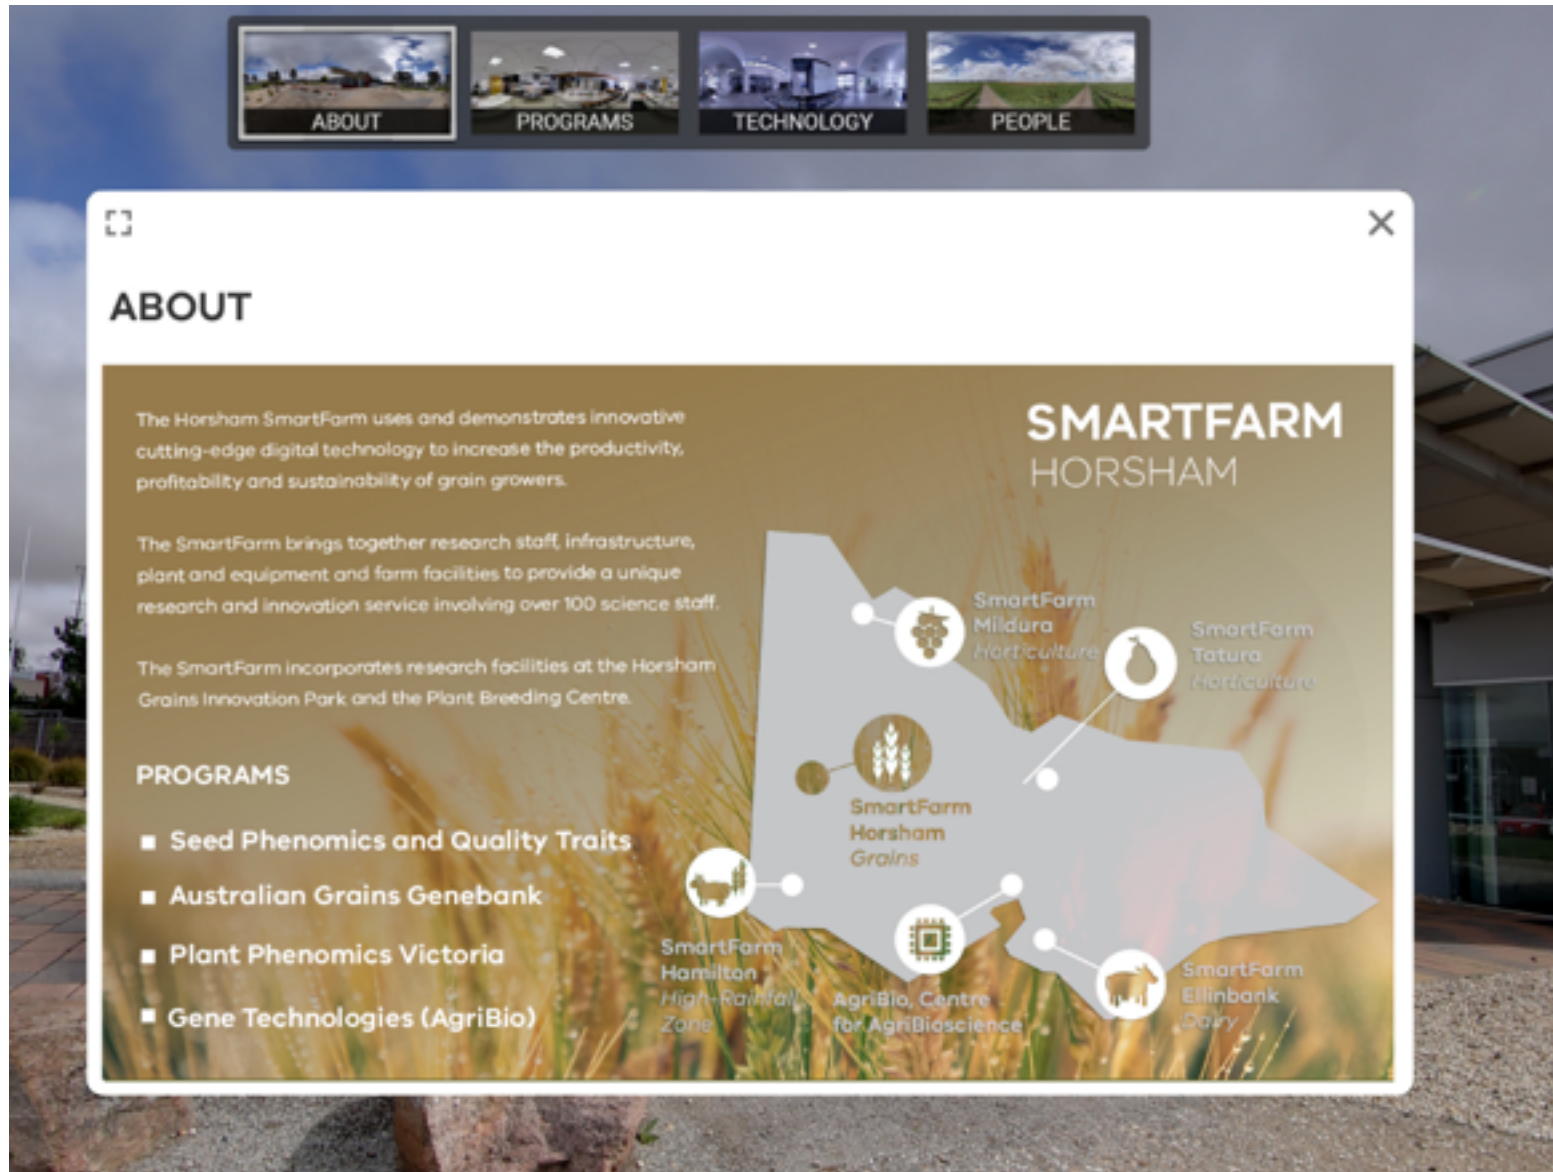 ABOUT
PROGRAMS
TECHNOLOGY
PEOPLE
ABOUT
The Horsham SmartFarm uses and demonstrates innovative
cutting-edge digital technology to increase the productivity,
profitability and sustainability of grain growers.
The SmartFarm brings together research staff, infrastructure,
plant and equipment and farm facilities to provide a unique
research and innovation service involving over 100 science staff.
The SmartFarm incorporates research facilities at the Horsham
Grains Innovation Park and the Plant Breeding Centre.
PROGRAMS
Seed Phenomics and Quality Traits
Australian Grains Genebank
Plant Phenomics Victoria
Gene Technologies (AgriBio)
SMARTFARM
HORSHAM
SmartFarm
Mildura
Horticulture
SmartFarm
Tatura
Horticulture
SmartFarm
Horsham
Grains
SmartFarm
Hamilton
High-Rainfall
Zone
AgriBio, Centre
for AgriBioscience
SmartFarm
Ellinbank
Dairy